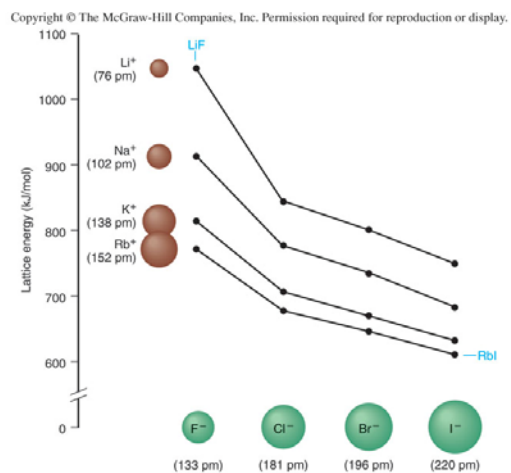 Copyright © The McGraw-Hill Companies, Inc. Permission required for reproduction or display.
1100
LiF
Li⁺
(76 pm)
1000
Na⁺
(102 pm)
900
K⁺
(138 pm)
800
Rb⁺
(152 pm)
Lattice energy (kJ/mol)
700
RbI
600
0
F⁻
Cl⁻
Br⁻
I⁻
(133 pm)
(181 pm)
(196 pm)
(220 pm)